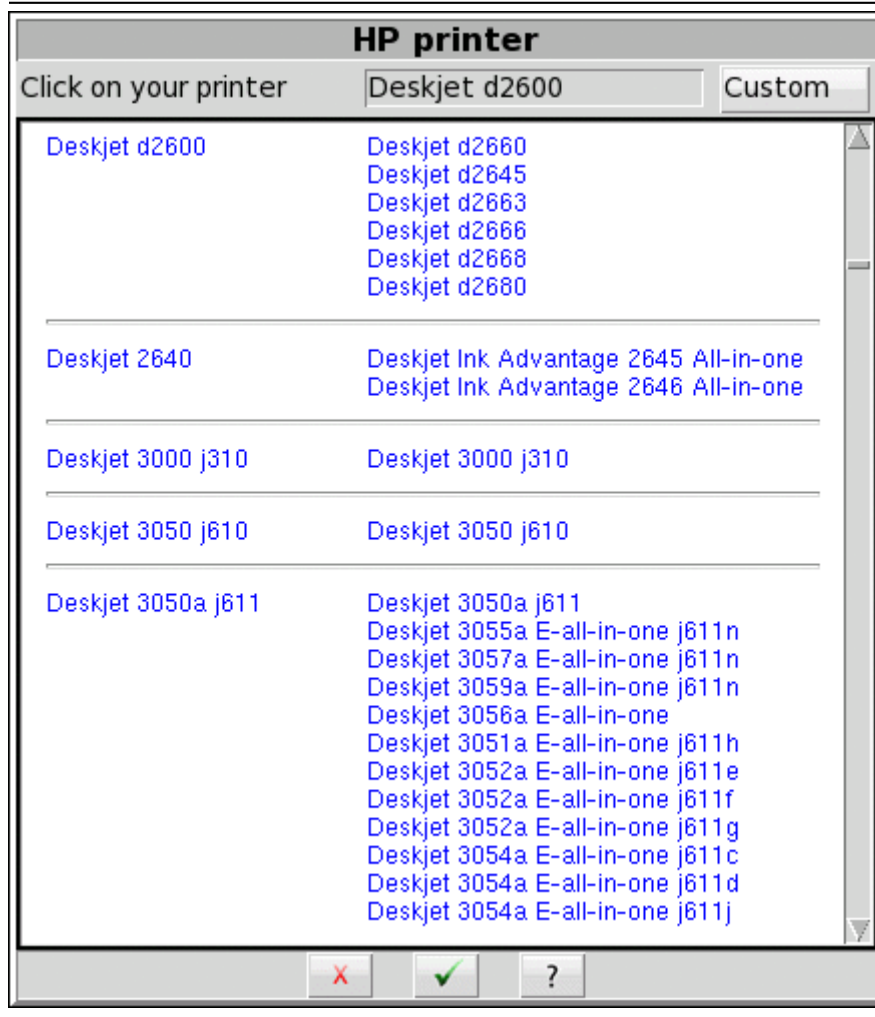 HP printer
Click on your printer Deskjet d2600 Custom
Deskjet d2600 Deskjet d2660
Deskjet d2645
Deskjet d2663
Deskjet d2666
Deskjet d2668
Deskjet d2680
Deskjet 2640 Deskjet Ink Advantage 2645 All-in-one
Deskjet Ink Advantage 2646 All-in-one
Deskjet 3000 j310 Deskjet 3000 j310
Deskjet 3050 j610 Deskjet 3050 j610
Deskjet 3050a j611 Deskjet 3050a j611
Deskjet 3055a E-all-in-one j611n
Deskjet 3057a E-all-in-one j611n
Deskjet 3059a E-all-in-one j611n
Deskjet 3056a E-all-in-one
Deskjet 3051a E-all-in-one j611h
Deskjet 3052a E-all-in-one j611e
Deskjet 3052a E-all-in-one j611f
Deskjet 3052a E-all-in-one j611g
Deskjet 3054a E-all-in-one j611c
Deskjet 3054a E-all-in-one j611d
Deskjet 3054a E-all-in-one j611j
X ✓ ?